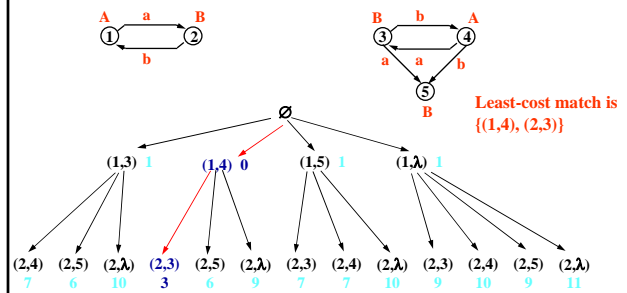 A a B B b A
1 2 3 4
b a a b
5
B
Least-cost match is
{(1,4), (2,3)}
∅
(1,3) 1 (1,4) 0 (1,5) 1 (1,λ) 1
(2,4) (2,5) (2,λ) (2,3) (2,5) (2,λ) (2,3) (2,4) (2,λ) (2,3) (2,4) (2,5) (2,λ)
7 6 10 3 6 9 7 7 10 9 10 9 11